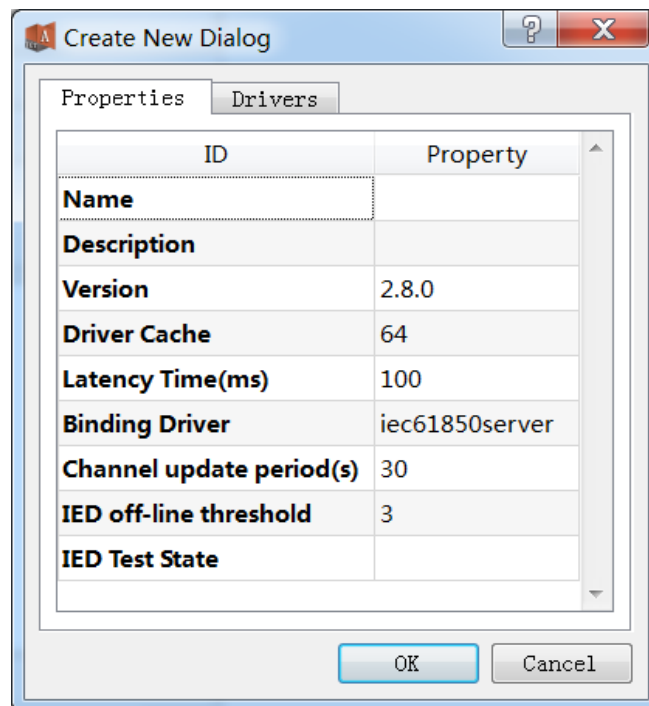 Create New Dialog
Properties Drivers
ID Property
Name
Description
Version 2.8.0
Driver Cache 64
Latency Time(ms) 100
Binding Driver iec61850server
Channel update period(s) 30
IED off-line threshold 3
IED Test State
OK Cancel